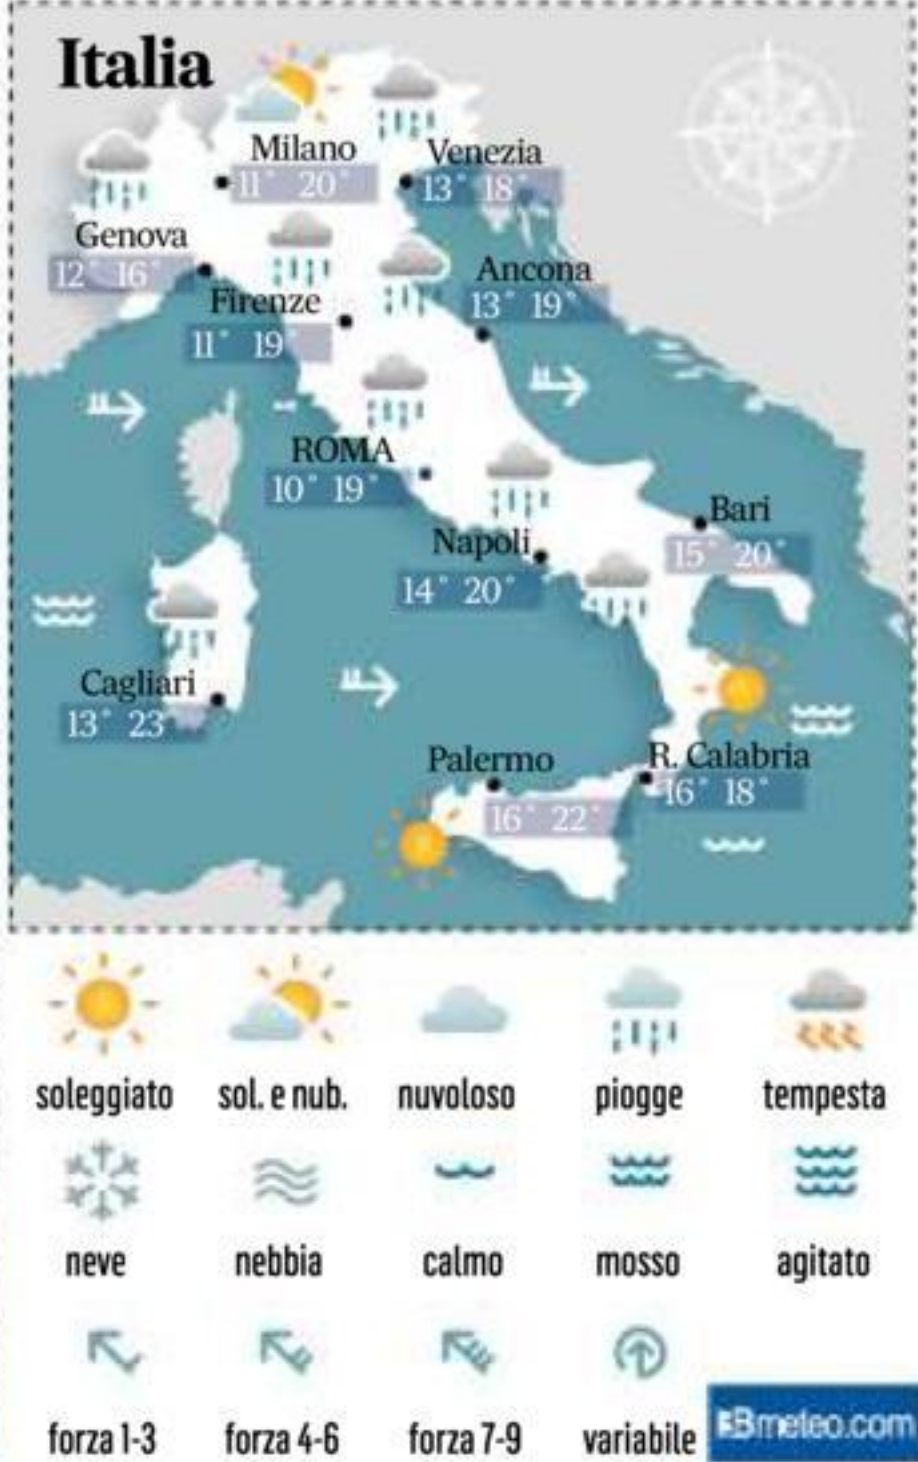 Italia
Milano
11° 20°
Venezia
13° 18°
Genova
12° 16°
Ancona
13° 19°
Firenze
11° 19°
ROMA
10° 19°
Bari
15° 20°
Napoli
14° 20°
Cagliari
13° 23°
Palermo
16° 22°
R. Calabria
16° 18°
soleggiato sol. e nub. nuvoloso piogge tempesta
neve nebbia calmo mosso agitato
forza 1-3 forza 4-6 forza 7-9 variabile
3Bmeteo.com